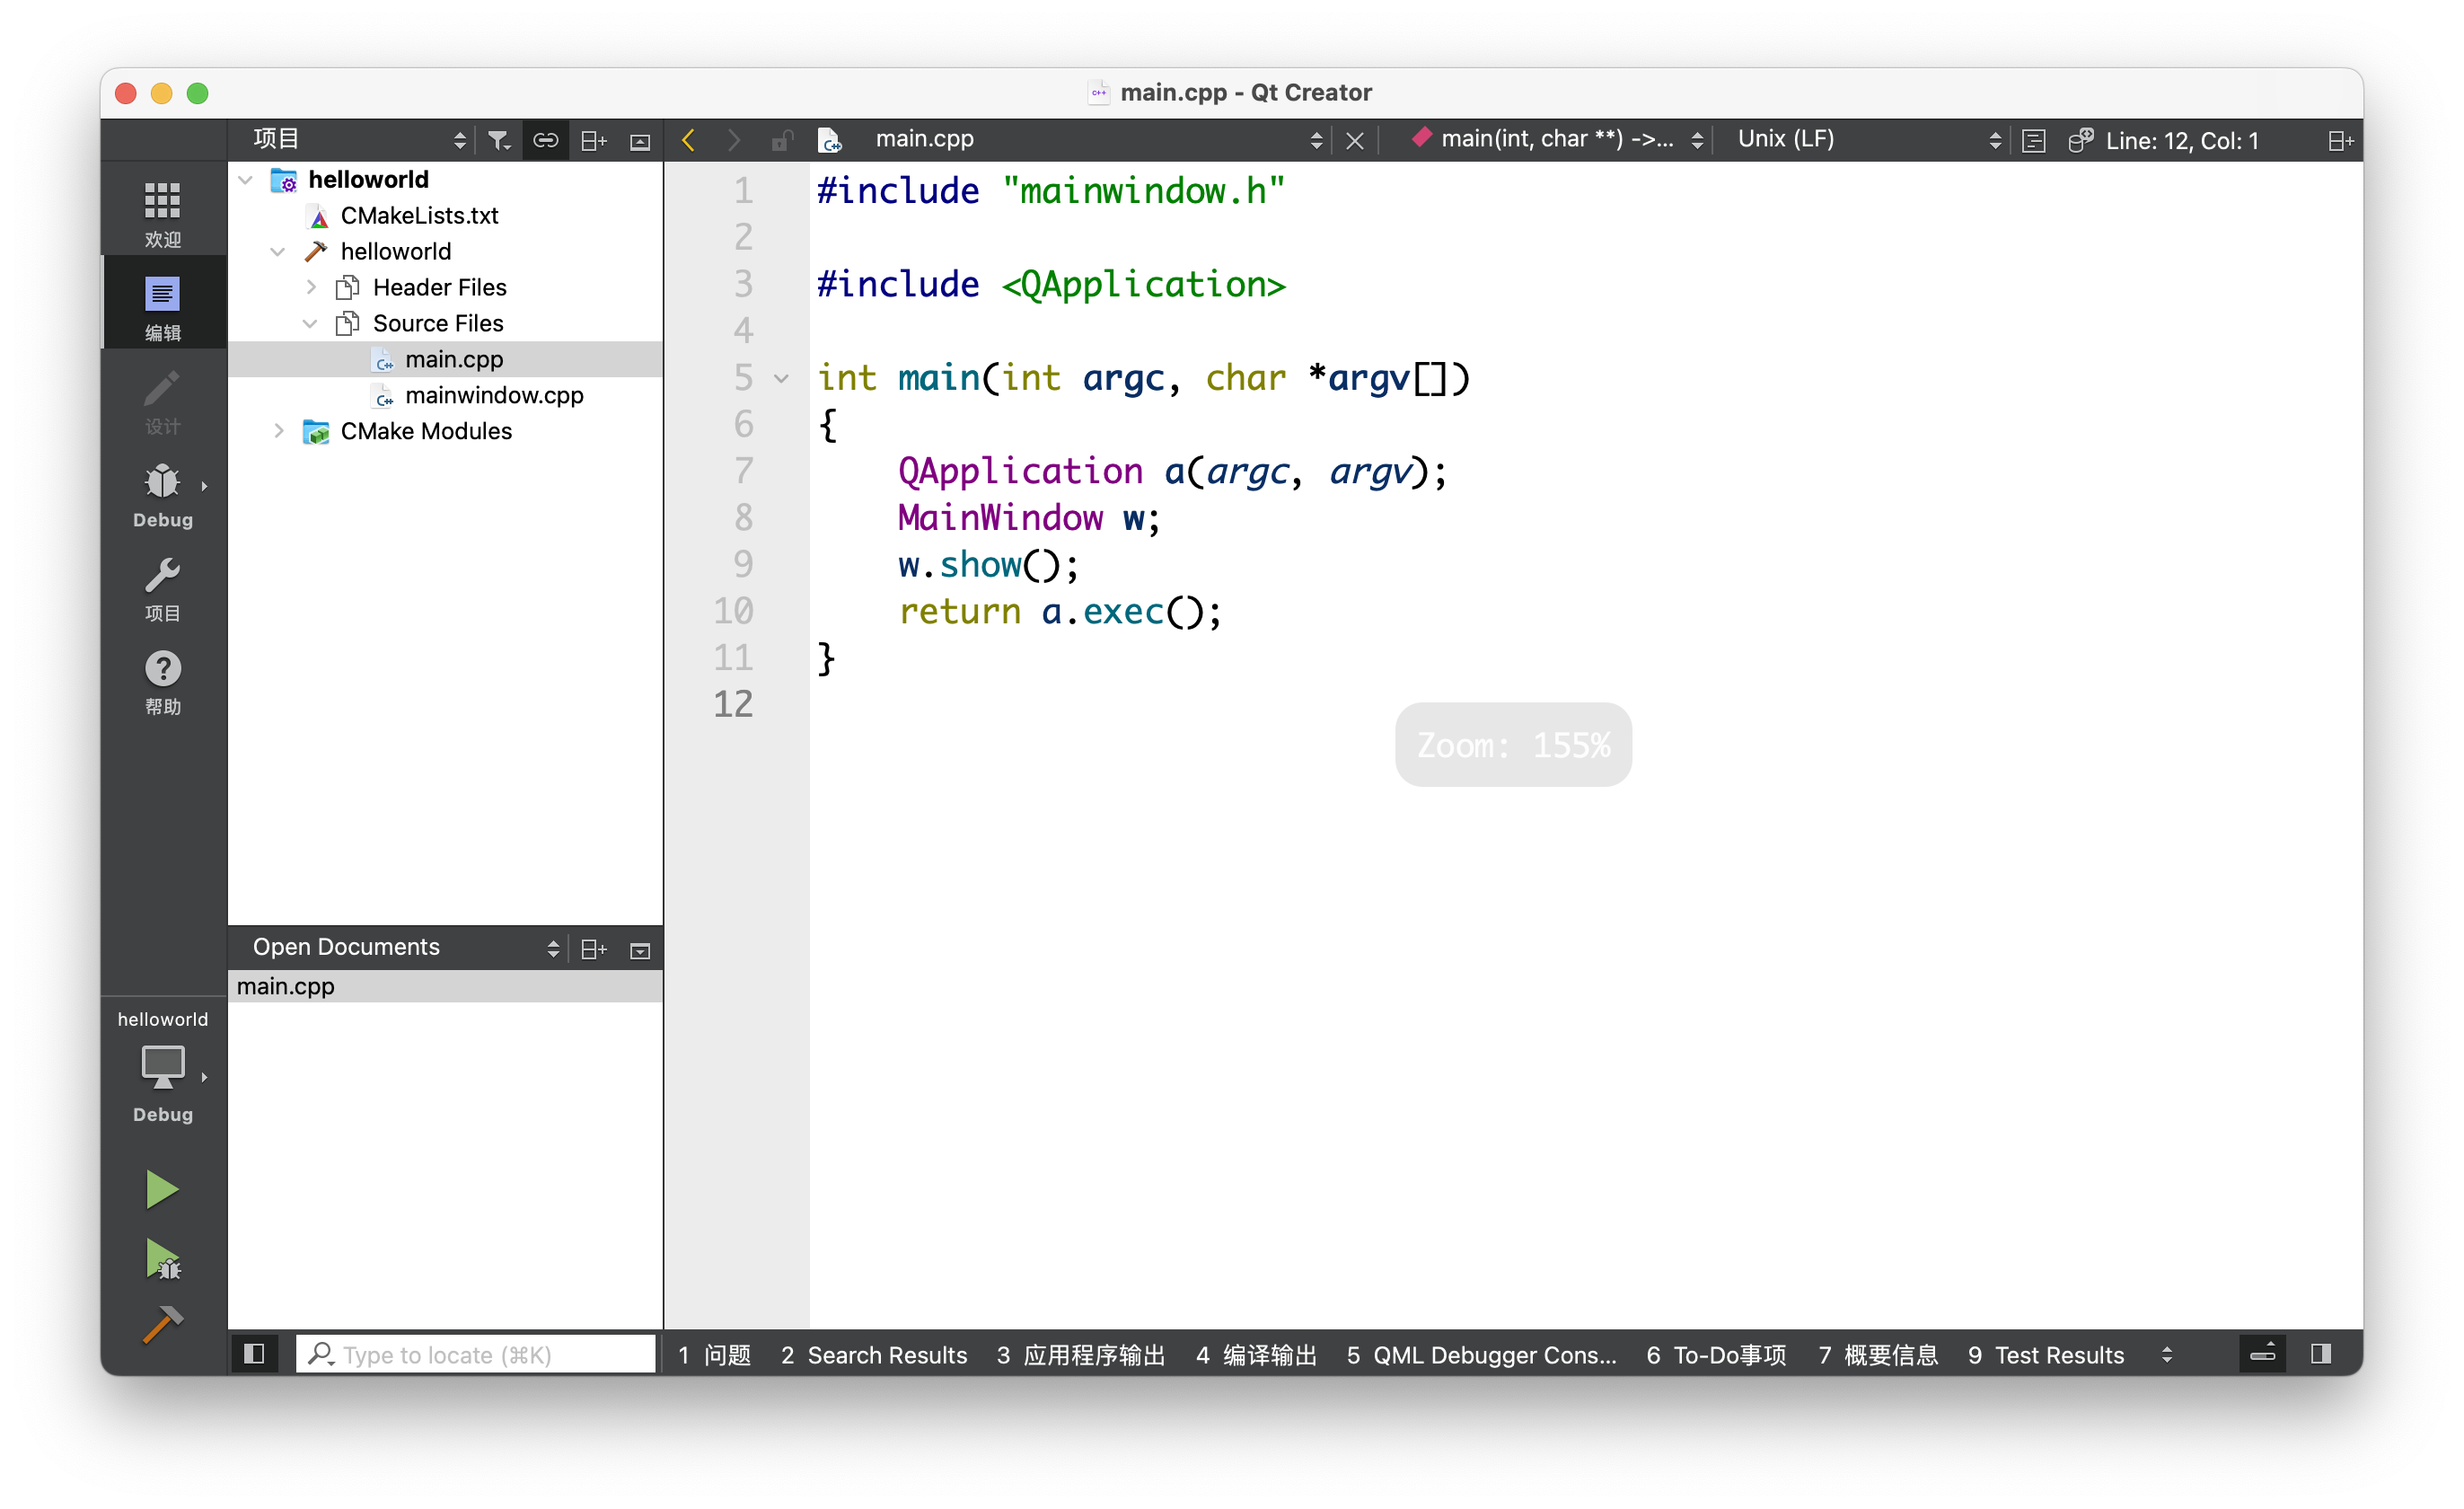 main.cpp - Qt Creator
项目
main.cpp
main(int, char **) ->...
Unix (LF)
Line: 12, Col: 1
欢迎
编辑
设计
Debug
项目
帮助
helloworld
CMakeLists.txt
helloworld
Header Files
Source Files
main.cpp
mainwindow.cpp
CMake Modules
1 #include "mainwindow.h"
2
3 #include <QApplication>
4
5 int main(int argc, char *argv[])
6 {
7     QApplication a(argc, argv);
8     MainWindow w;
9     w.show();
10     return a.exec();
11 }
12
Zoom: 155%
Open Documents
main.cpp
helloworld
Debug
Type to locate (⌘K)
1 问题 2 Search Results 3 应用程序输出 4 编译输出 5 QML Debugger Cons... 6 To-Do事项 7 概要信息 9 Test Results